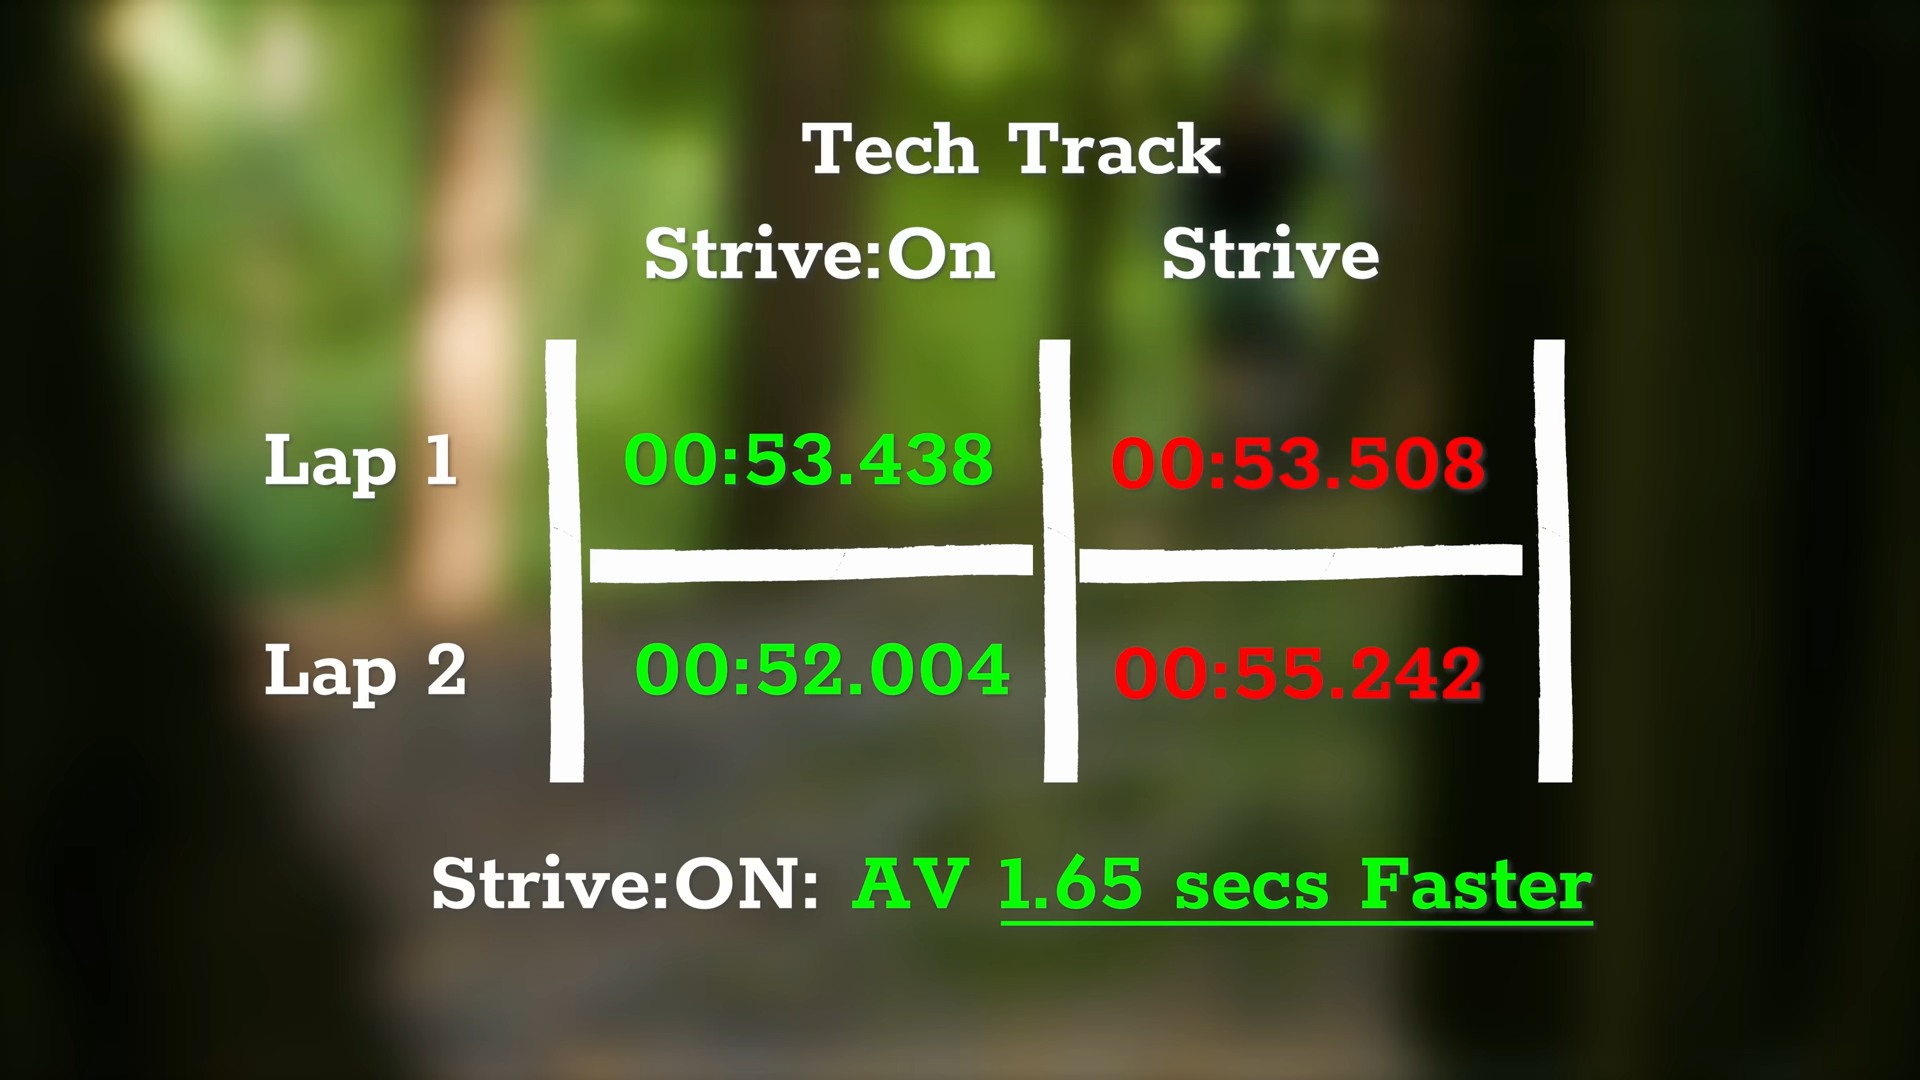 Tech Track
Strive:On Strive
Lap 1 00:53.438 00:53.508
Lap 2 00:52.004 00:55.242
Strive:ON: AV 1.65 secs Faster